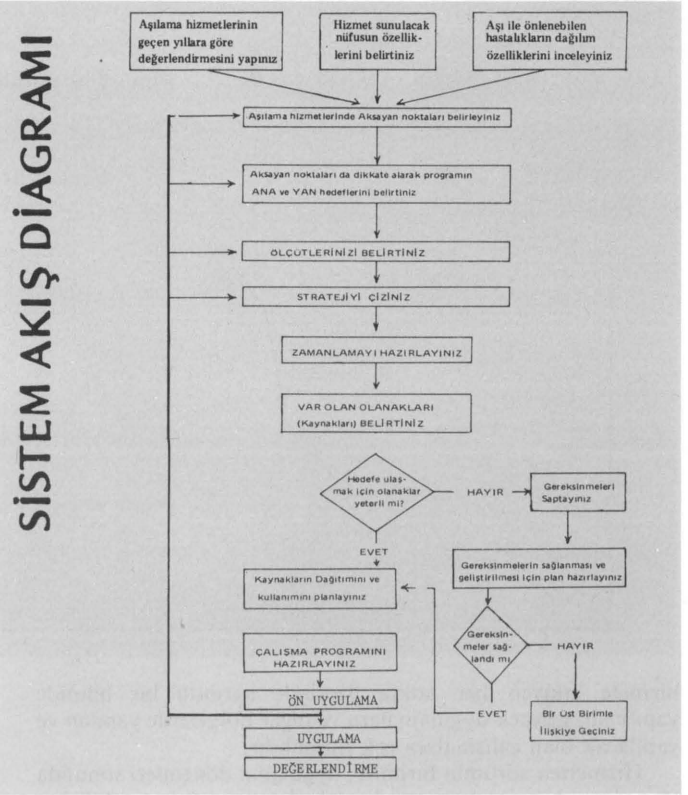 SİSTEM AKIŞ DİAGRAMI
Aşılama hizmetlerinin
geçen yıllara göre
değerlendirmesini yapınız
Hizmet sunulacak
nüfusun özellik-
lerini belirtiniz
Aşı ile önlenebilen
hastalıkların dağılım
özelliklerini inceleyiniz
Aşılama hizmetlerinde Aksayan noktaları belirleyiniz
Aksayan noktaları da dikkate alarak programın
ANA ve YAN hedeflerini belirtiniz
ÖLÇÜTLERİNİZİ BELİRTİNİZ
STRATEJİYİ ÇİZİNİZ
ZAMANLAMAYI HAZIRLAYINIZ
VAR OLAN OLANAKLARI
(Kaynakları) BELİRTİNİZ
Hedefe ulaş-
mak için olanaklar
yeterli mi?
HAYIR
Gereksinmeleri
Saptayınız
EVET
Gereksinmelerin sağlanması ve
geliştirilmesi için plan hazırlayınız
Kaynakların Dağıtımını ve
kullanımını planlayınız
Gereksin-
meler sağ-
landı mı
HAYIR
EVET
Bir Üst Birimle
İlişkiye Geçiniz
ÇALIŞMA PROGRAMINI
HAZIRLAYINIZ
ÖN UYGULAMA
UYGULAMA
DEĞERLENDİRME